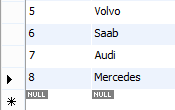 5 Volvo
6 Saab
7 Audi
8 Mercedes
NULL NULL